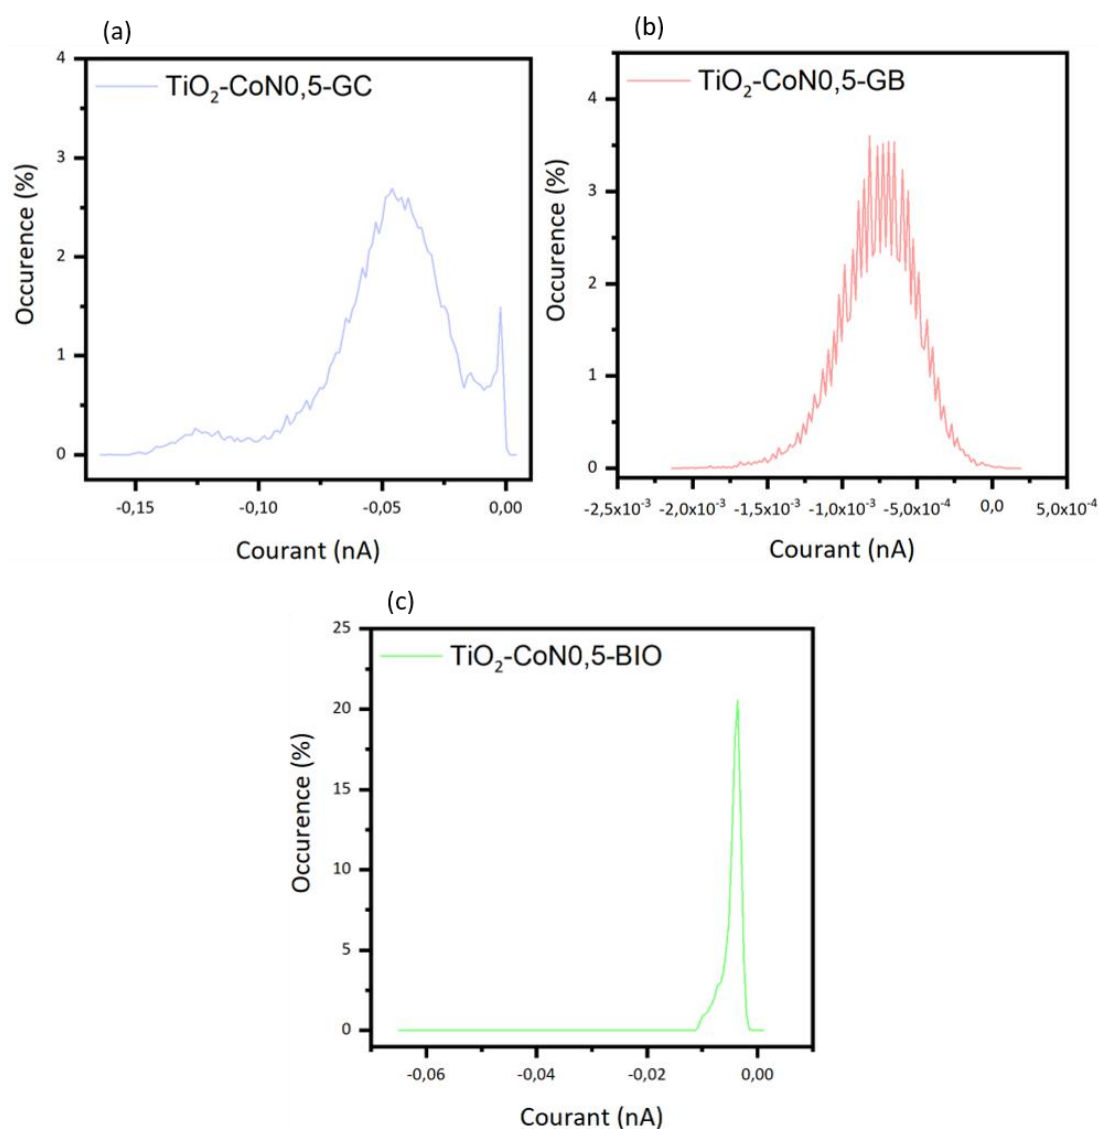 (a)
TiO₂-CoN0,5-GC
4
3
2
1
0
Occurence (%)
-0,15 -0,10 -0,05 0,00
Courant (nA)
(b)
TiO₂-CoN0,5-GB
4
3
2
1
0
Occurence (%)
-2,5x10⁻³ -2,0x10⁻³ -1,5x10⁻³ -1,0x10⁻³ -5,0x10⁻⁴ 0,0 5,0x10⁻⁴
Courant (nA)
(c)
TiO₂-CoN0,5-BIO
25
20
15
10
5
0
Occurence (%)
-0,06 -0,04 -0,02 0,00
Courant (nA)